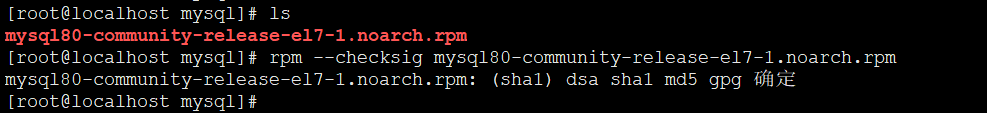 [root@localhost mysql]# ls
mysql80-community-release-el7-1.noarch.rpm
[root@localhost mysql]# rpm --checksig mysql80-community-release-el7-1.noarch.rpm
mysql80-community-release-el7-1.noarch.rpm: (sha1) dsa sha1 md5 gpg 确定
[root@localhost mysql]#